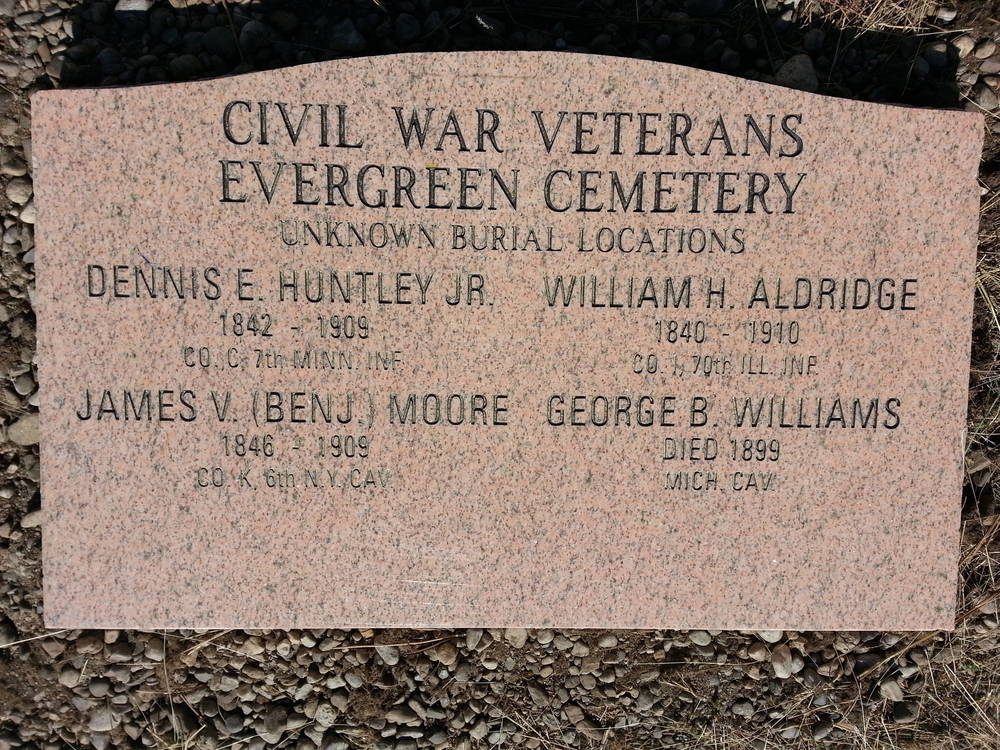 CIVIL WAR VETERANS
EVERGREEN CEMETERY
UNKNOWN BURIAL LOCATIONS
DENNIS E. HUNTLEY JR.
1842 - 1909
CO. C, 7th MINN. INF.
WILLIAM H. ALDRIDGE
1840 - 1910
CO. I, 70th ILL. INF.
JAMES V. (BENJ.) MOORE
1846 - 1909
CO. K, 6th N.Y. CAV.
GEORGE B. WILLIAMS
DIED 1899
MICH. CAV.